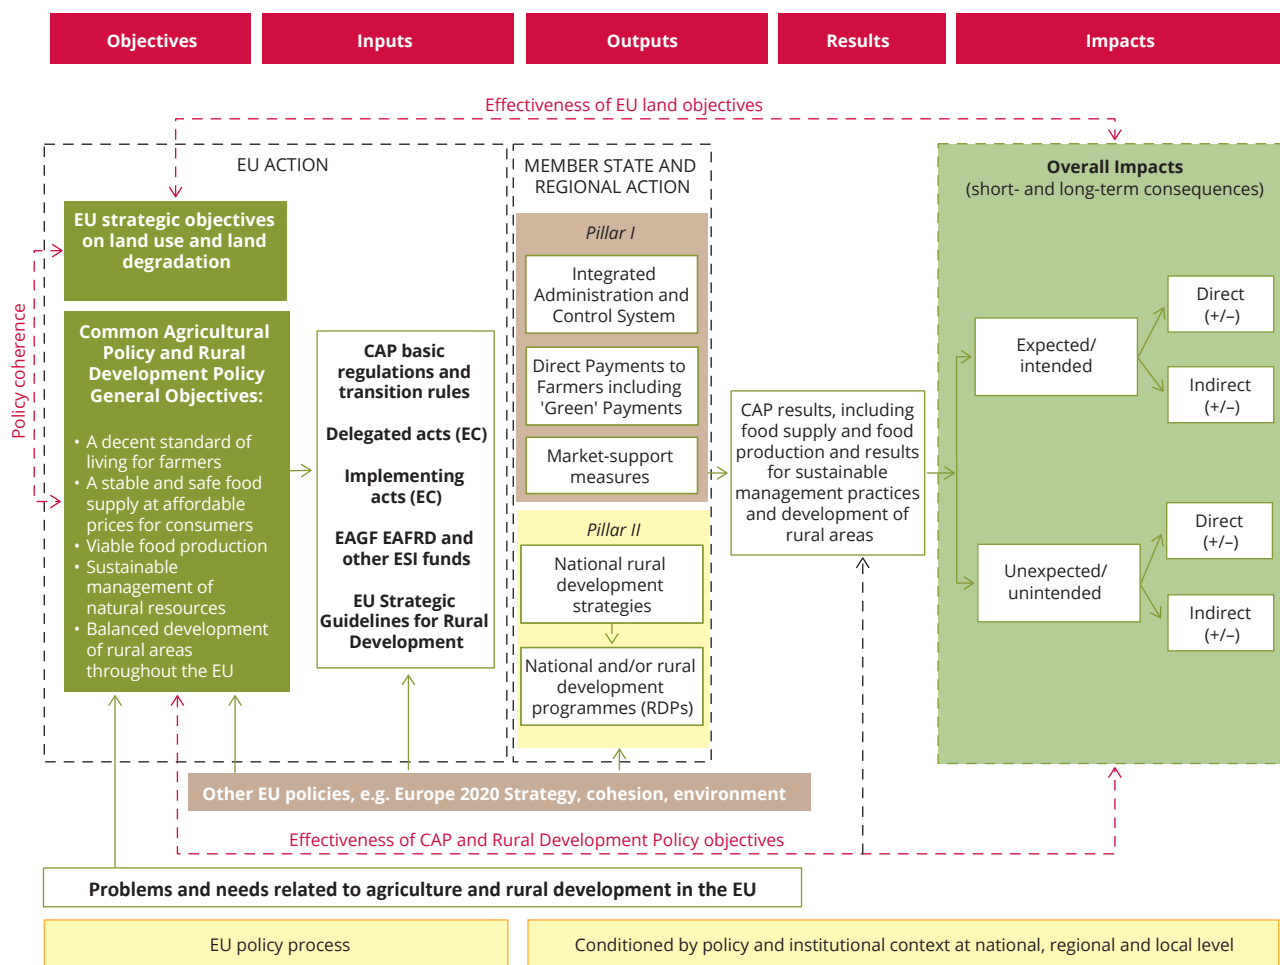 Objectives
Inputs
Outputs
Results
Impacts
Effectiveness of EU land objectives
EU ACTION
EU strategic objectives
on land use and land
degradation
Policy coherence
Common Agricultural
Policy and Rural
Development Policy
General Objectives:
• A decent standard of
living for farmers
• A stable and safe food
supply at affordable
prices for consumers
• Viable food production
• Sustainable
management of
natural resources
• Balanced development
of rural areas
throughout the EU
CAP basic
regulations and
transition rules
Delegated acts (EC)
Implementing
acts (EC)
EAGF EAFRD and
other ESI funds
EU Strategic
Guidelines for Rural
Development
MEMBER STATE AND
REGIONAL ACTION
Pillar I
Integrated
Administration and
Control System
Direct Payments to
Farmers including
'Green' Payments
Market-support
measures
Pillar II
National rural
development
strategies
National and/or rural
development
programmes (RDPs)
CAP results, including
food supply and food
production and results
for sustainable
management practices
and development of
rural areas
Overall Impacts
(short- and long-term consequences)
Expected/
intended
Direct
(+/–)
Indirect
(+/–)
Unexpected/
unintended
Direct
(+/–)
Indirect
(+/–)
Other EU policies, e.g. Europe 2020 Strategy, cohesion, environment
Effectiveness of CAP and Rural Development Policy objectives
Problems and needs related to agriculture and rural development in the EU
EU policy process
Conditioned by policy and institutional context at national, regional and local level